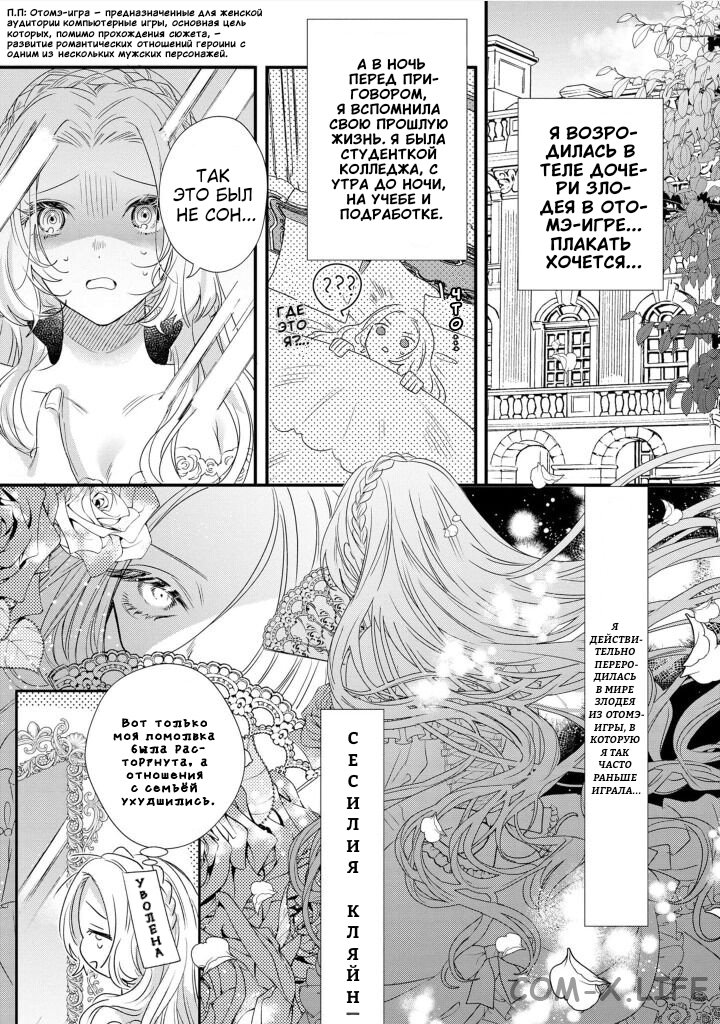 П.П: Отомэ-игра – предназначенные для женской
аудитории компьютерные игры, основная цель
которых, помимо прохождения сюжета, –
развитие романтических отношений героини с
одним из нескольких мужских персонажей.
Я ВОЗРО-
ДИЛАСЬ В
ТЕЛЕ ДОЧЕ-
РИ ЗЛО-
ДЕЯ В ОТО-
МЭ-ИГРЕ...
ПЛАКАТЬ
ХОЧЕТСЯ...
А В НОЧЬ
ПЕРЕД ПРИ-
ГОВОРОМ,
Я ВСПОМНИЛА
СВОЮ ПРОШЛУЮ
ЖИЗНЬ. Я БЫЛА
СТУДЕНТКОЙ
КОЛЛЕДЖА, С
УТРА ДО НОЧИ,
НА УЧЕБЕ И
ПОДРАБОТКЕ.
???
ЧТО...
ГДЕ
ЭТО
Я?...
ТАК
ЭТО БЫЛ
НЕ СОН...
Я
ДЕЙСТВИ-
ТЕЛЬНО
ПЕРЕРО-
ДИЛАСЬ
В МИРЕ
ЗЛОДЕЯ
ИЗ ОТОМЭ-
ИГРЫ, В
КОТОРУЮ
Я ТАК
ЧАСТО
РАНЬШЕ
ИГРАЛА...
СЕСИЛИЯ КЛЯЙН—
Вот только
моя помолвка
была рас-
торгнута, а
отношения
с семьёй
ухудшились.
УВОЛЕНА
COM-X.LIFE